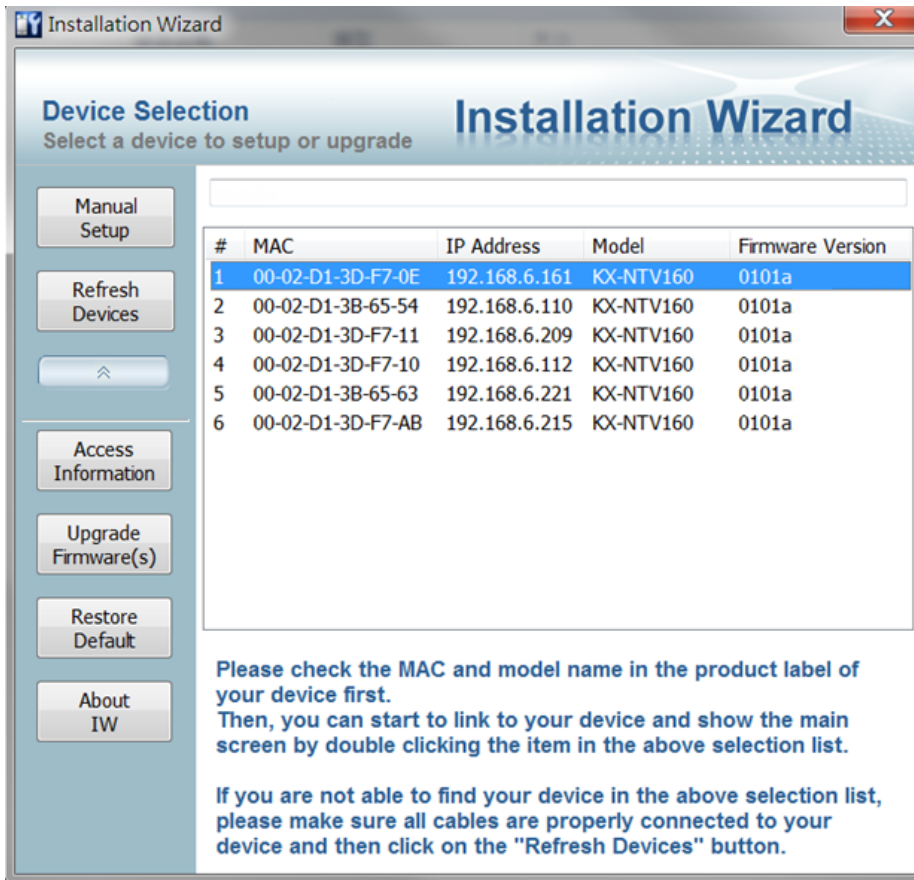 Installation Wizard
Device Selection
Select a device to setup or upgrade
Installation Wizard
Manual
Setup
Refresh
Devices
Access
Information
Upgrade
Firmware(s)
Restore
Default
About
IW
# MAC IP Address Model Firmware Version
1 00-02-D1-3D-F7-0E 192.168.6.161 KX-NTV160 0101a
2 00-02-D1-3B-65-54 192.168.6.110 KX-NTV160 0101a
3 00-02-D1-3D-F7-11 192.168.6.209 KX-NTV160 0101a
4 00-02-D1-3D-F7-10 192.168.6.112 KX-NTV160 0101a
5 00-02-D1-3B-65-63 192.168.6.221 KX-NTV160 0101a
6 00-02-D1-3D-F7-AB 192.168.6.215 KX-NTV160 0101a
Please check the MAC and model name in the product label of
your device first.
Then, you can start to link to your device and show the main
screen by double clicking the item in the above selection list.
If you are not able to find your device in the above selection list,
please make sure all cables are properly connected to your
device and then click on the "Refresh Devices" button.